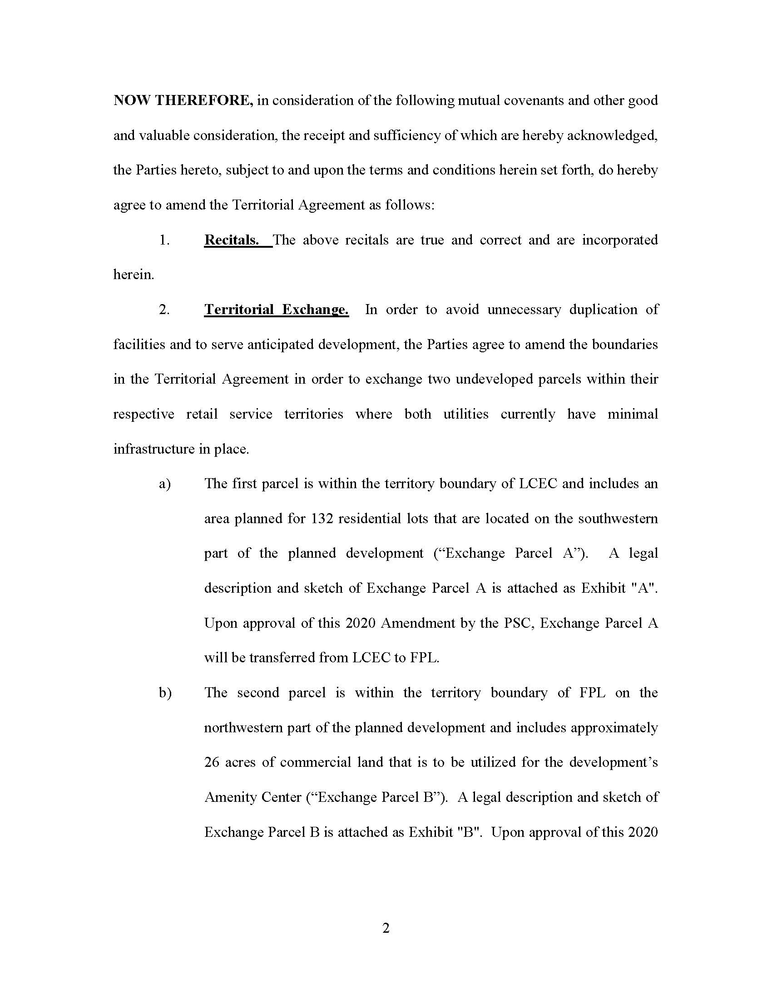 NOW THEREFORE, in consideration of the following mutual covenants and other good
and valuable consideration, the receipt and sufficiency of which are hereby acknowledged,
the Parties hereto, subject to and upon the terms and conditions herein set forth, do hereby
agree to amend the Territorial Agreement as follows:
1. Recitals. The above recitals are true and correct and are incorporated
herein.
2. Territorial Exchange. In order to avoid unnecessary duplication of
facilities and to serve anticipated development, the Parties agree to amend the boundaries
in the Territorial Agreement in order to exchange two undeveloped parcels within their
respective retail service territories where both utilities currently have minimal
infrastructure in place.
a) The first parcel is within the territory boundary of LCEC and includes an
area planned for 132 residential lots that are located on the southwestern
part of the planned development (“Exchange Parcel A”). A legal
description and sketch of Exchange Parcel A is attached as Exhibit "A".
Upon approval of this 2020 Amendment by the PSC, Exchange Parcel A
will be transferred from LCEC to FPL.
b) The second parcel is within the territory boundary of FPL on the
northwestern part of the planned development and includes approximately
26 acres of commercial land that is to be utilized for the development’s
Amenity Center (“Exchange Parcel B”). A legal description and sketch of
Exchange Parcel B is attached as Exhibit "B". Upon approval of this 2020
2